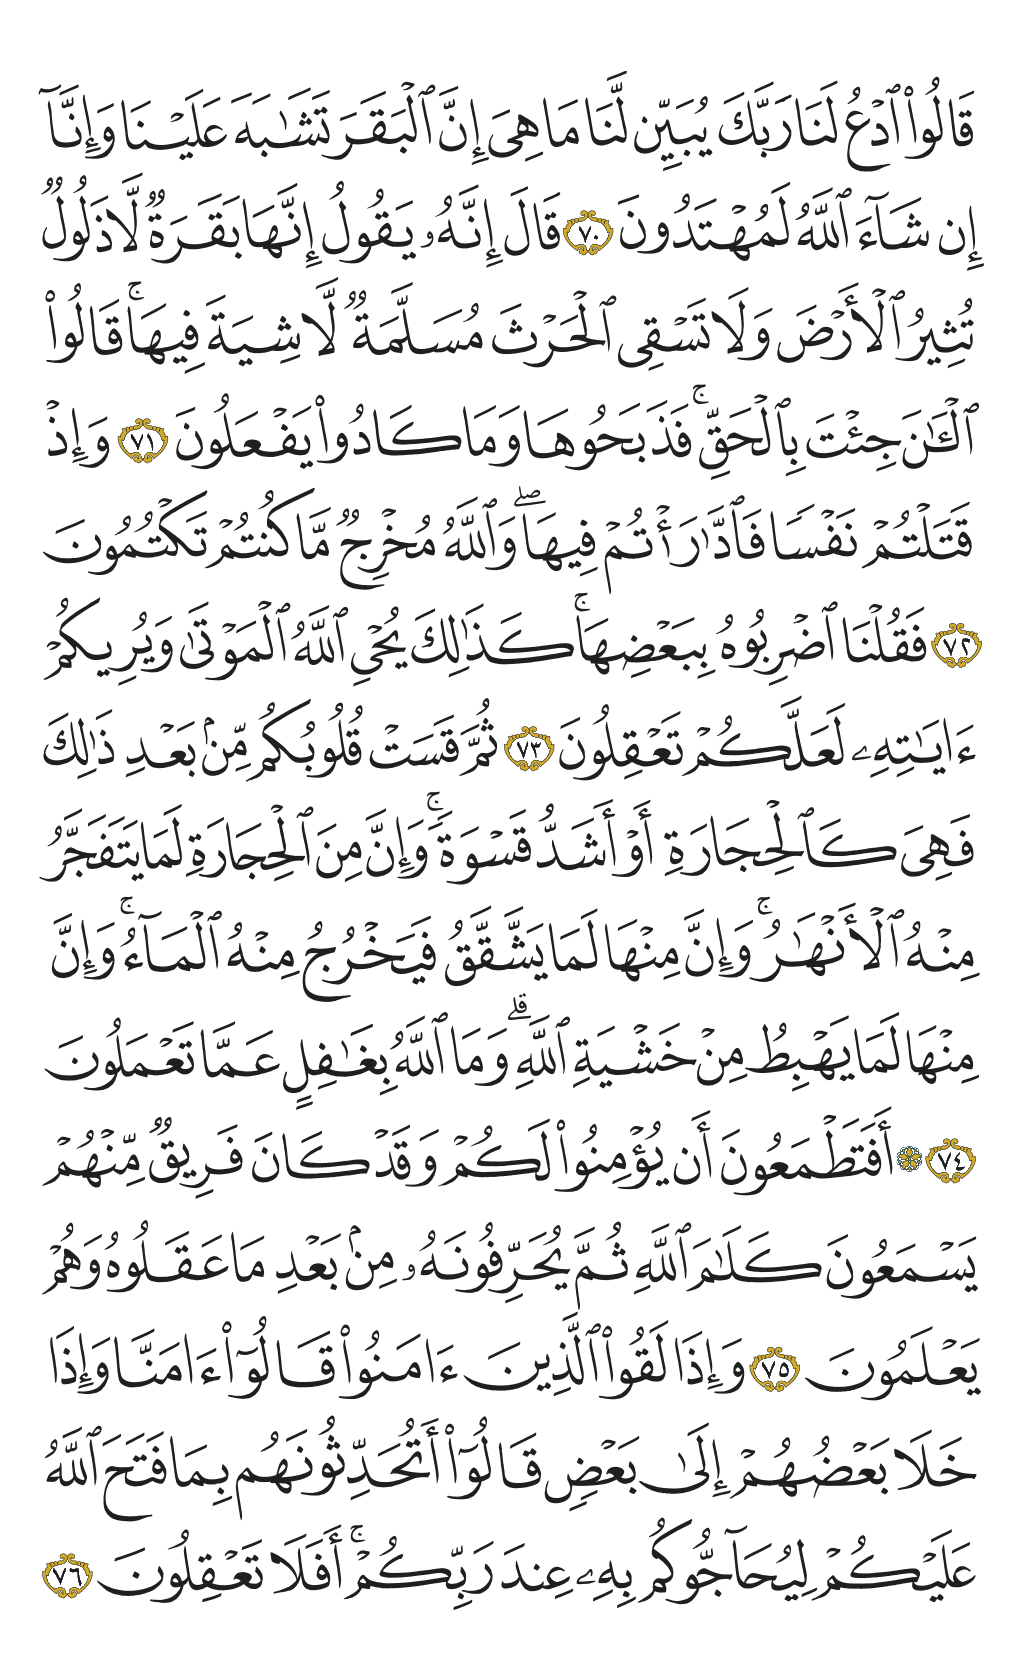 قَالُوا۟ ٱدْعُ لَنَا رَبَّكَ يُبَيِّن لَّنَا مَا هِىَ إِنَّ ٱلْبَقَرَ تَشَـٰبَهَ عَلَيْنَا وَإِنَّآ
إِن شَآءَ ٱللَّهُ لَمُهْتَدُونَ ٧٠ قَالَ إِنَّهُۥ يَقُولُ إِنَّهَا بَقَرَةٌ لَّا ذَلُولٌ
تُثِيرُ ٱلْأَرْضَ وَلَا تَسْقِى ٱلْحَرْثَ مُسَلَّمَةٌ لَّا شِيَةَ فِيهَا ۚ قَالُوا۟
ٱلْـَٔـٰنَ جِئْتَ بِٱلْحَقِّ ۚ فَذَبَحُوهَا وَمَا كَادُوا۟ يَفْعَلُونَ ٧١ وَإِذْ
قَتَلْتُمْ نَفْسًا فَٱدَّٰرَْٰٔتُمْ فِيهَا ۖ وَٱللَّهُ مُخْرِجٌ مَّا كُنتُمْ تَكْتُمُونَ
٧٢ فَقُلْنَا ٱضْرِبُوهُ بِبَعْضِهَا ۚ كَذَٰلِكَ يُحْىِ ٱللَّهُ ٱلْمَوْتَىٰ وَيُرِيكُمْ
ءَايَـٰتِهِۦ لَعَلَّكُمْ تَعْقِلُونَ ٧٣ ثُمَّ قَسَتْ قُلُوبُكُم مِّنۢ بَعْدِ ذَٰلِكَ
فَهِىَ كَٱلْحِجَارَةِ أَوْ أَشَدُّ قَسْوَةً ۚ وَإِنَّ مِنَ ٱلْحِجَارَةِ لَمَا يَتَفَجَّرُ
مِنْهُ ٱلْأَنْهَـٰرُ ۚ وَإِنَّ مِنْهَا لَمَا يَشَّقَّقُ فَيَخْرُجُ مِنْهُ ٱلْمَآءُ ۚ وَإِنَّ
مِنْهَا لَمَا يَهْبِطُ مِنْ خَشْيَةِ ٱللَّهِ ۗ وَمَا ٱللَّهُ بِغَـٰفِلٍ عَمَّا تَعْمَلُونَ
٧٤ ۞ أَفَتَطْمَعُونَ أَن يُؤْمِنُوا۟ لَكُمْ وَقَدْ كَانَ فَرِيقٌ مِّنْهُمْ
يَسْمَعُونَ كَلَـٰمَ ٱللَّهِ ثُمَّ يُحَرِّفُونَهُۥ مِنۢ بَعْدِ مَا عَقَلُوهُ وَهُمْ
يَعْلَمُونَ ٧٥ وَإِذَا لَقُوا۟ ٱلَّذِينَ ءَامَنُوا۟ قَالُوٓا۟ ءَامَنَّا وَإِذَا
خَلَا بَعْضُهُمْ إِلَىٰ بَعْضٍ قَالُوٓا۟ أَتُحَدِّثُونَهُم بِمَا فَتَحَ ٱللَّهُ
عَلَيْكُمْ لِيُحَآجُّوكُم بِهِۦ عِندَ رَبِّكُمْ ۚ أَفَلَا تَعْقِلُونَ ٧٦